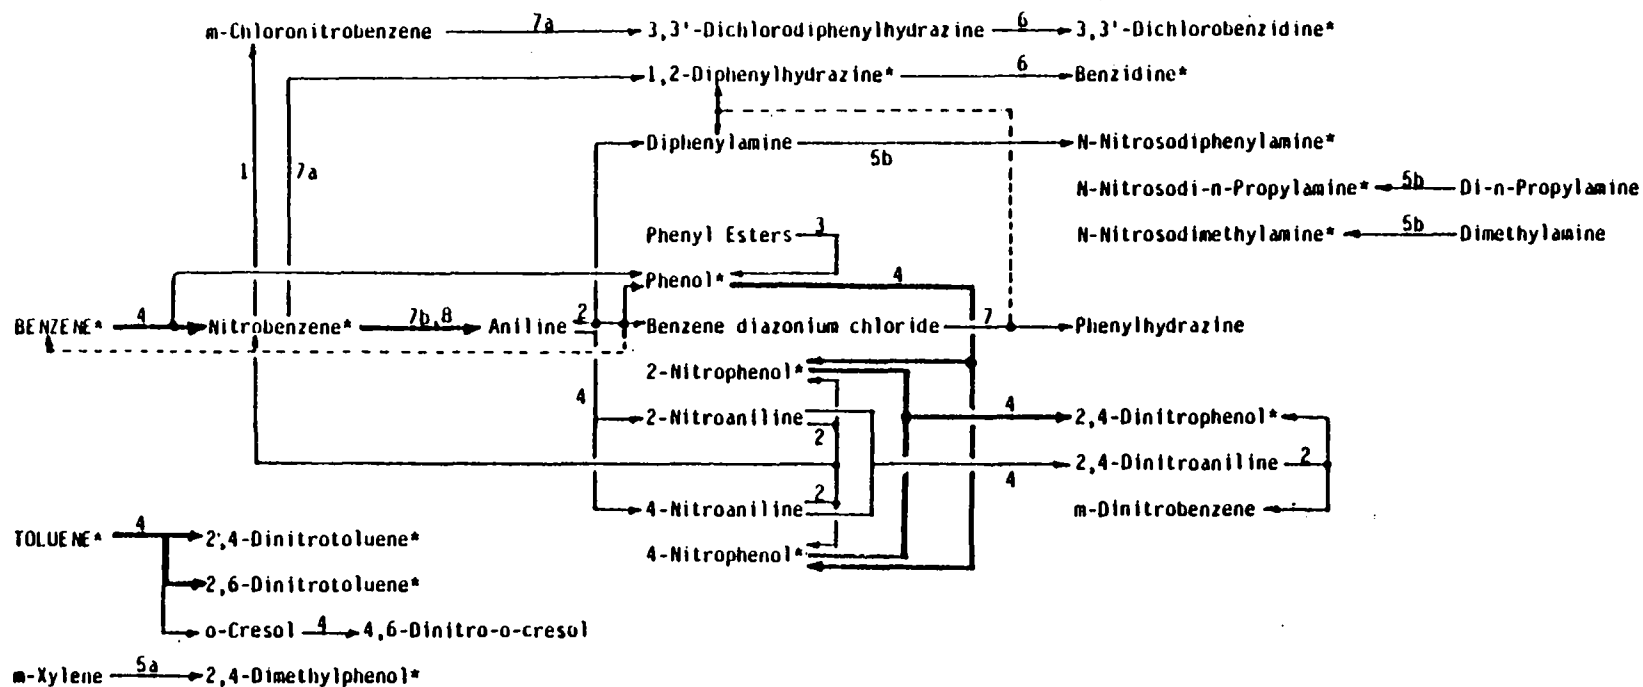 m-Chloronitrobenzene 7a 3,3'-Dichlorodiphenylhydrazine 6 3,3'-Dichlorobenzidine*
1,2-Diphenylhydrazine* 6 Benzidine*
Diphenylamine 5b N-Nitrosodiphenylamine*
1 7a
N-Nitrosodi-n-Propylamine* 5b Di-n-Propylamine
Phenyl Esters 3 N-Nitrosodimethylamine* 5b Dimethylamine
Phenol* 4
BENZENE* 4 Nitrobenzene* 7b,8 Aniline 2 Benzene diazonium chloride 7 Phenylhydrazine
2-Nitrophenol*
4 2-Nitroaniline 2 4 2,4-Dinitrophenol*
2,4-Dinitroaniline 2
4
4-Nitroaniline 2 m-Dinitrobenzene
TOLUENE* 4 2,4-Dinitrotoluene*
4-Nitrophenol*
2,6-Dinitrotoluene*
o-Cresol 4 4,6-Dinitro-o-cresol
m-Xylene 5a 2,4-Dimethylphenol*